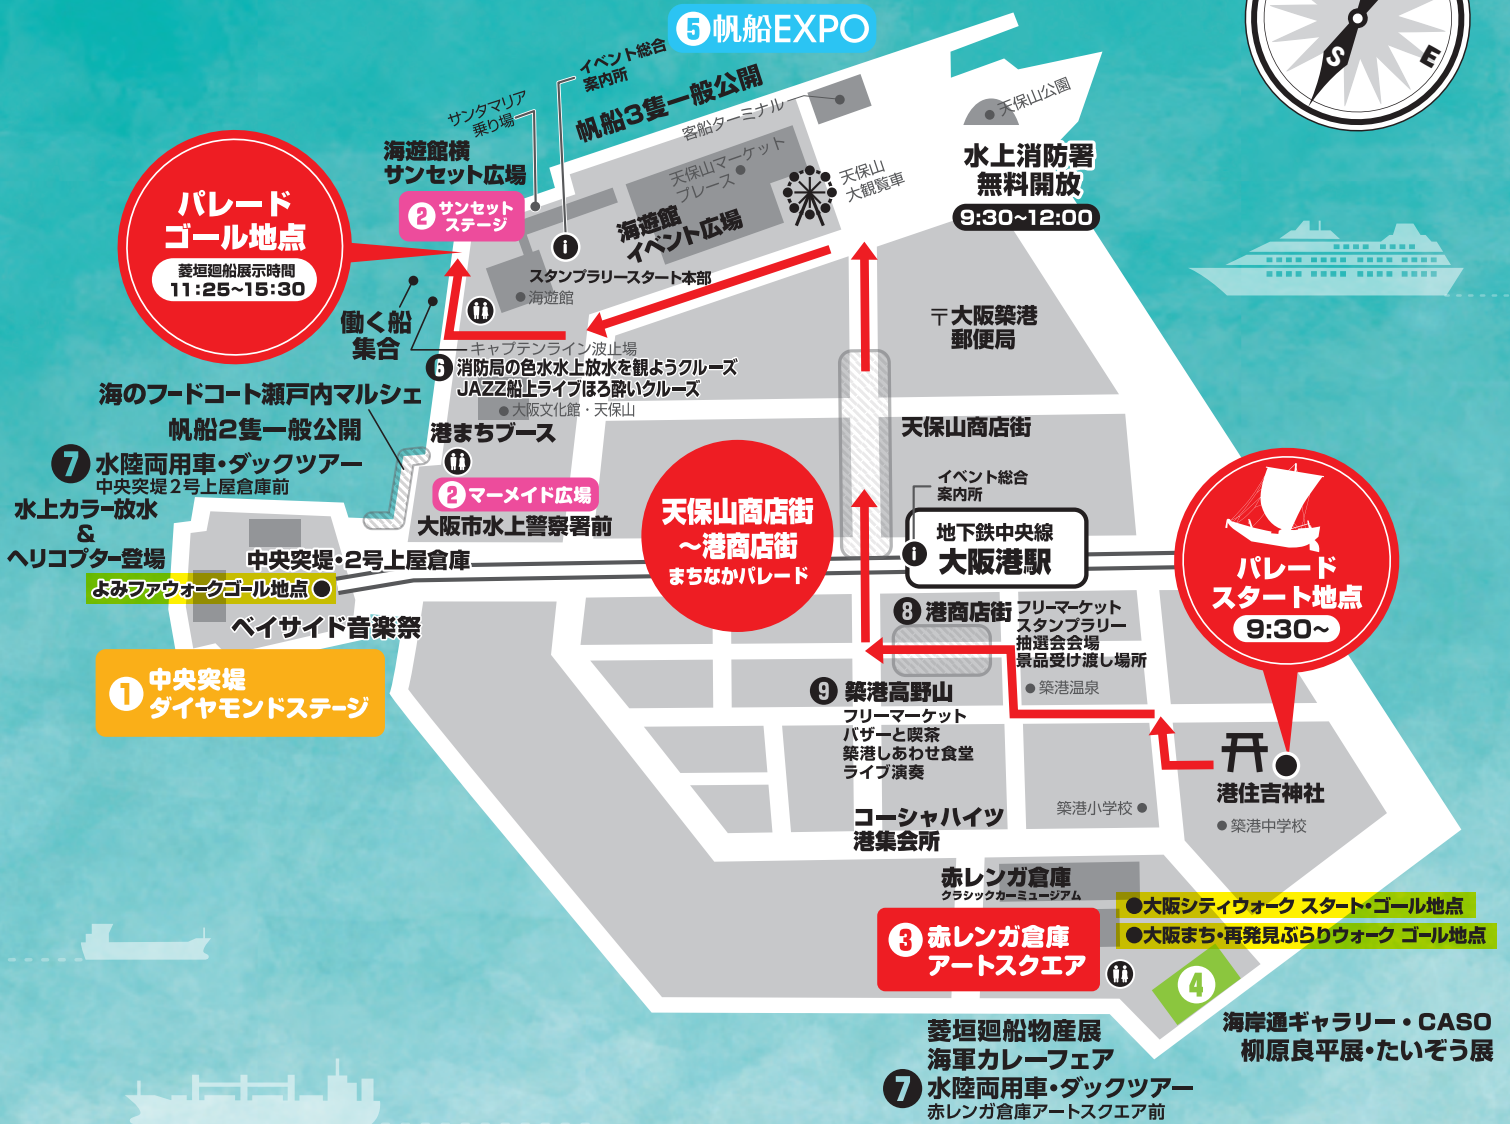 5 帆船EXPO
S
E
イベント総合
案内所
帆船3隻一般公開
サンタマリア
乗り場
客船ターミナル
天保山公園
海遊館横
サンセット広場
2 サンセット
ステージ
天保山マーケット
プレース
天保山
大観覧車
水上消防署
無料開放
9:30~12:00
パレード
ゴール地点
菱垣廻船展示時間
11:25~15:30
海遊館
イベント広場
i
スタンプラリースタート本部
海遊館
働く船
集合
キャプテンライン波止場
6 消防局の色水水上放水を観ようクルーズ
JAZZ船上ライブほろ酔いクルーズ
大阪文化館・天保山
〒大阪築港
郵便局
海のフードコート瀬戸内マルシェ
帆船2隻一般公開
港まちブース
7 水陸両用車・ダックツアー
中央突堤2号上屋倉庫前
2 マーメイド広場
大阪市水上警察署前
水上カラー放水
&
ヘリコプター登場
中央突堤・2号上屋倉庫
よみファウォークゴール地点●
ベイサイド音楽祭
1 中央突堤
ダイヤモンドステージ
天保山商店街
~港商店街
まちなかパレード
天保山商店街
イベント総合
案内所
i
地下鉄中央線
大阪港駅
パレード
スタート地点
9:30~
8 港商店街
フリーマーケット
スタンプラリー
抽選会会場
景品受け渡し場所
築港温泉
9 築港高野山
フリーマーケット
バザーと喫茶
築港しあわせ食堂
ライブ演奏
港住吉神社
築港中学校
築港小学校
コーシャハイツ
港集会所
赤レンガ倉庫
クラシックカーミュージアム
3 赤レンガ倉庫
アートスクエア
●大阪シティウォーク スタート・ゴール地点
●大阪まち・再発見ぶらりウォーク ゴール地点
4
海岸通ギャラリー・CASO
柳原良平展・たいぞう展
菱垣廻船物産展
海軍カレーフェア
7 水陸両用車・ダックツアー
赤レンガ倉庫アートスクエア前